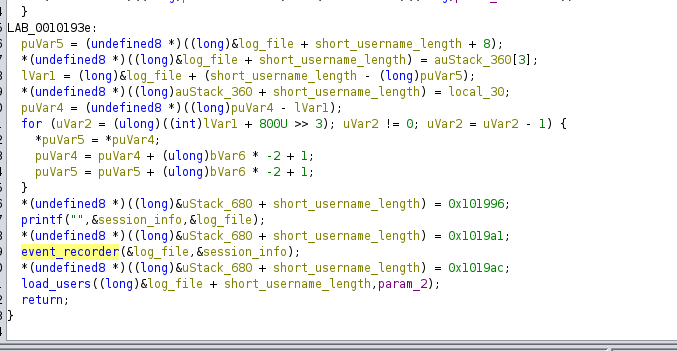 }
LAB_0010193e:
puVar5 = (undefined8 *)((long)&log_file + short_username_length + 8);
*(undefined8 *)((long)&log_file + short_username_length) = auStack_360[3];
lVar1 = (long)&log_file + (short_username_length - (long)puVar5);
*(undefined8 *)((long)auStack_360 + short_username_length) = local_30;
puVar4 = (undefined8 *)((long)puVar4 - lVar1);
for (uVar2 = (ulong)((int)lVar1 + 800U >> 3); uVar2 != 0; uVar2 = uVar2 - 1) {
*puVar5 = *puVar4;
puVar4 = puVar4 + (ulong)bVar6 * -2 + 1;
puVar5 = puVar5 + (ulong)bVar6 * -2 + 1;
}
*(undefined8 *)((long)&uStack_680 + short_username_length) = 0x101996;
printf("",&session_info,&log_file);
*(undefined8 *)((long)&uStack_680 + short_username_length) = 0x1019a1;
event_recorder(&log_file,&session_info);
*(undefined8 *)((long)&uStack_680 + short_username_length) = 0x1019ac;
load_users((long)&log_file + short_username_length,param_2);
return;
}